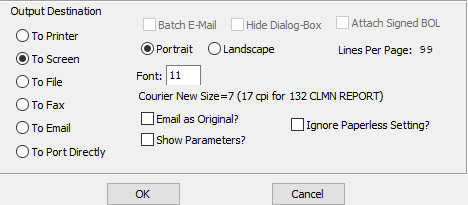 Output Destination
Batch E-Mail Hide Dialog-Box Attach Signed BOL
To Printer
To Screen
Portrait Landscape Lines Per Page: 99
To File
Font: 11
To Fax
Courier New Size=7 (17 cpi for 132 CLMN REPORT)
To Email
Email as Original? Ignore Paperless Setting?
Show Parameters?
To Port Directly
OK Cancel